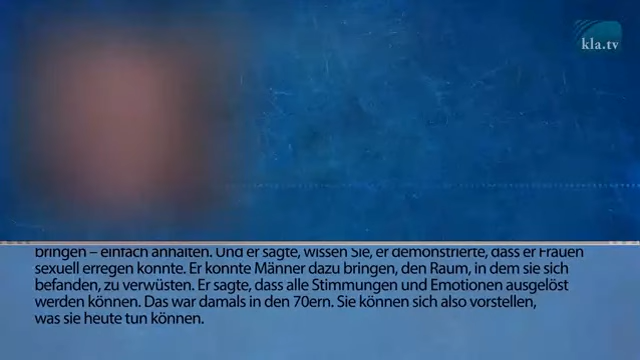 kla.tv
bringen – einfach anhalten. Und er sagte, wissen Sie, er demonstrierte, dass er Frauen
sexuell erregen konnte. Er konnte Männer dazu bringen, den Raum, in dem sie sich
befanden, zu verwüsten. Er sagte, dass alle Stimmungen und Emotionen ausgelöst
werden können. Das war damals in den 70ern. Sie können sich also vorstellen,
was sie heute tun können.